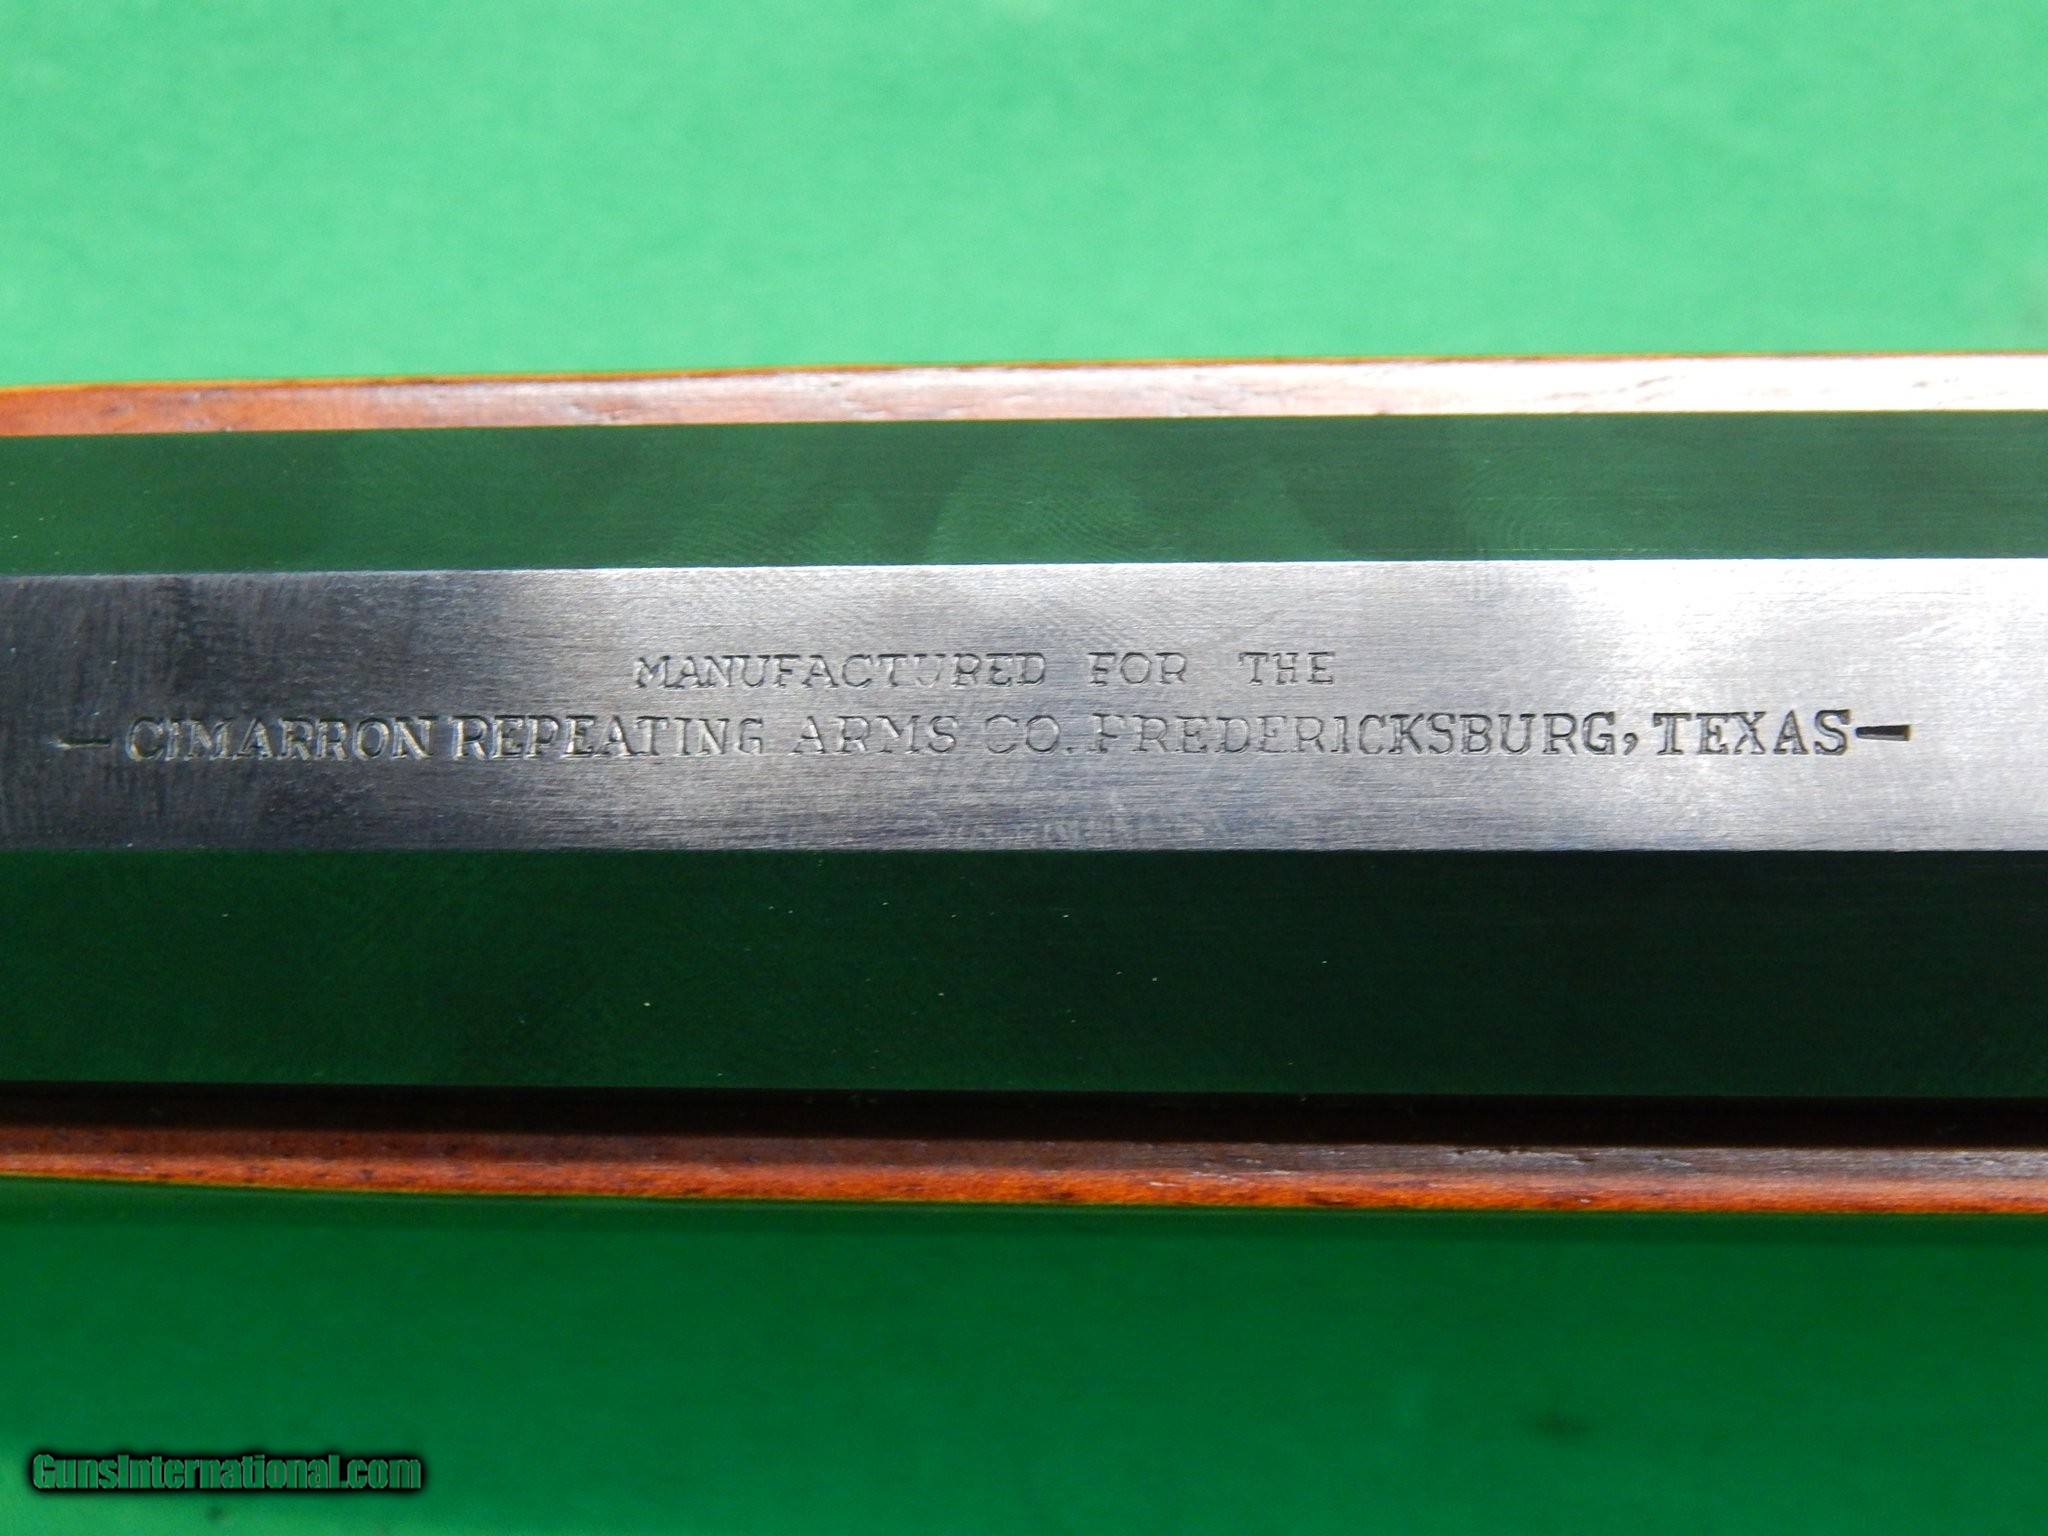 MANUFACTURED FOR THE
—CIMARRON REPEATING ARMS CO. FREDERICKSBURG, TEXAS—
GunsInternational.com